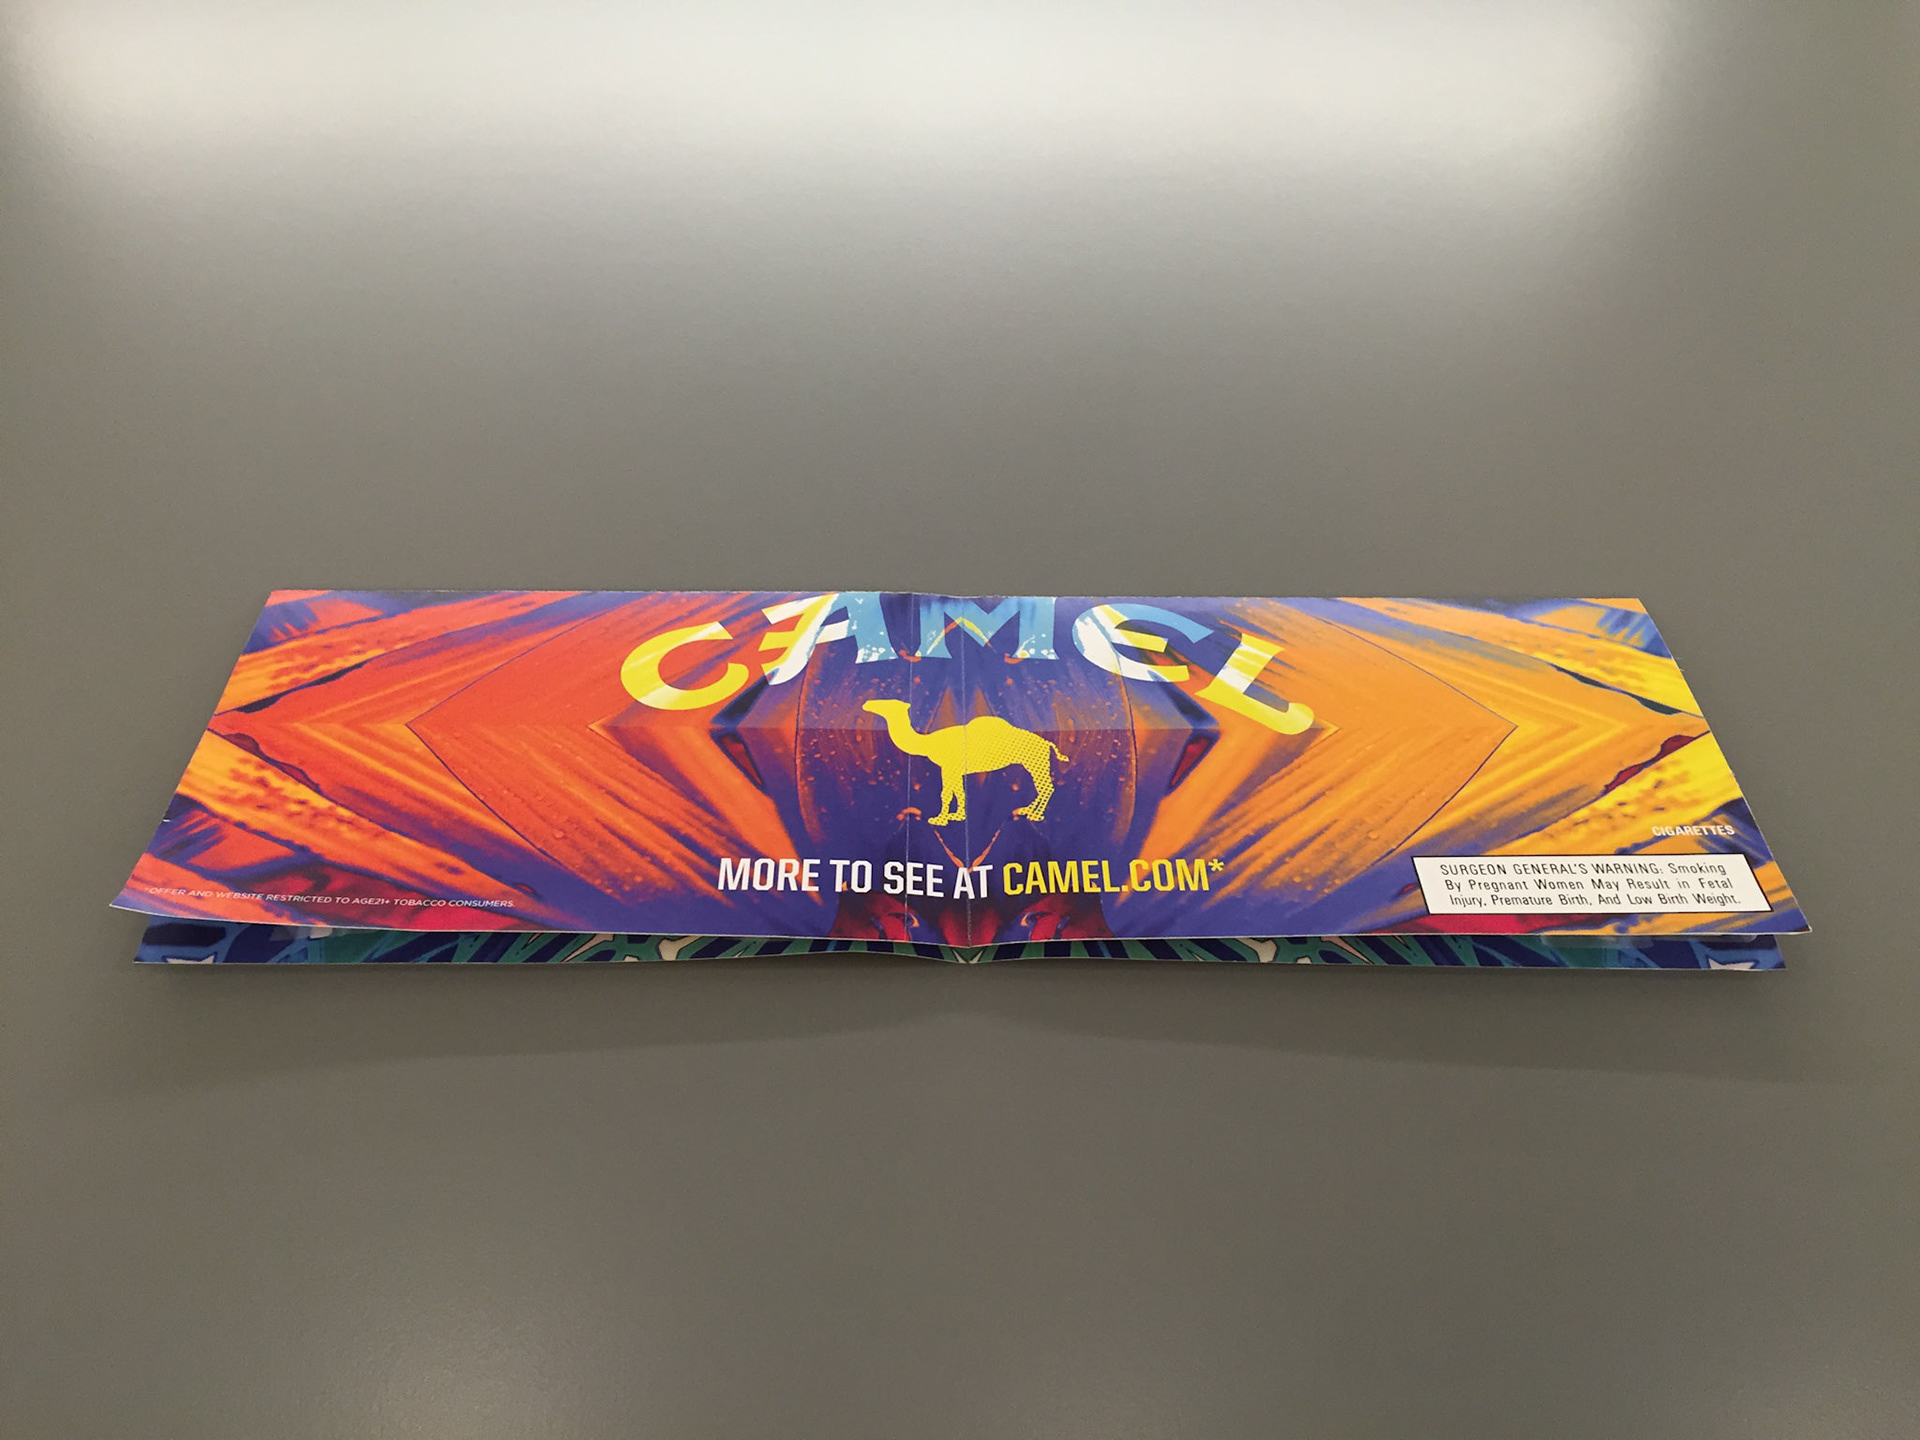 CAMEL
MORE TO SEE AT CAMEL.COM*
*OFFER AND WEBSITE RESTRICTED TO AGE21+ TOBACCO CONSUMERS.
CIGARETTES
SURGEON GENERAL'S WARNING: Smoking
By Pregnant Women May Result in Fetal
Injury, Premature Birth, And Low Birth Weight.